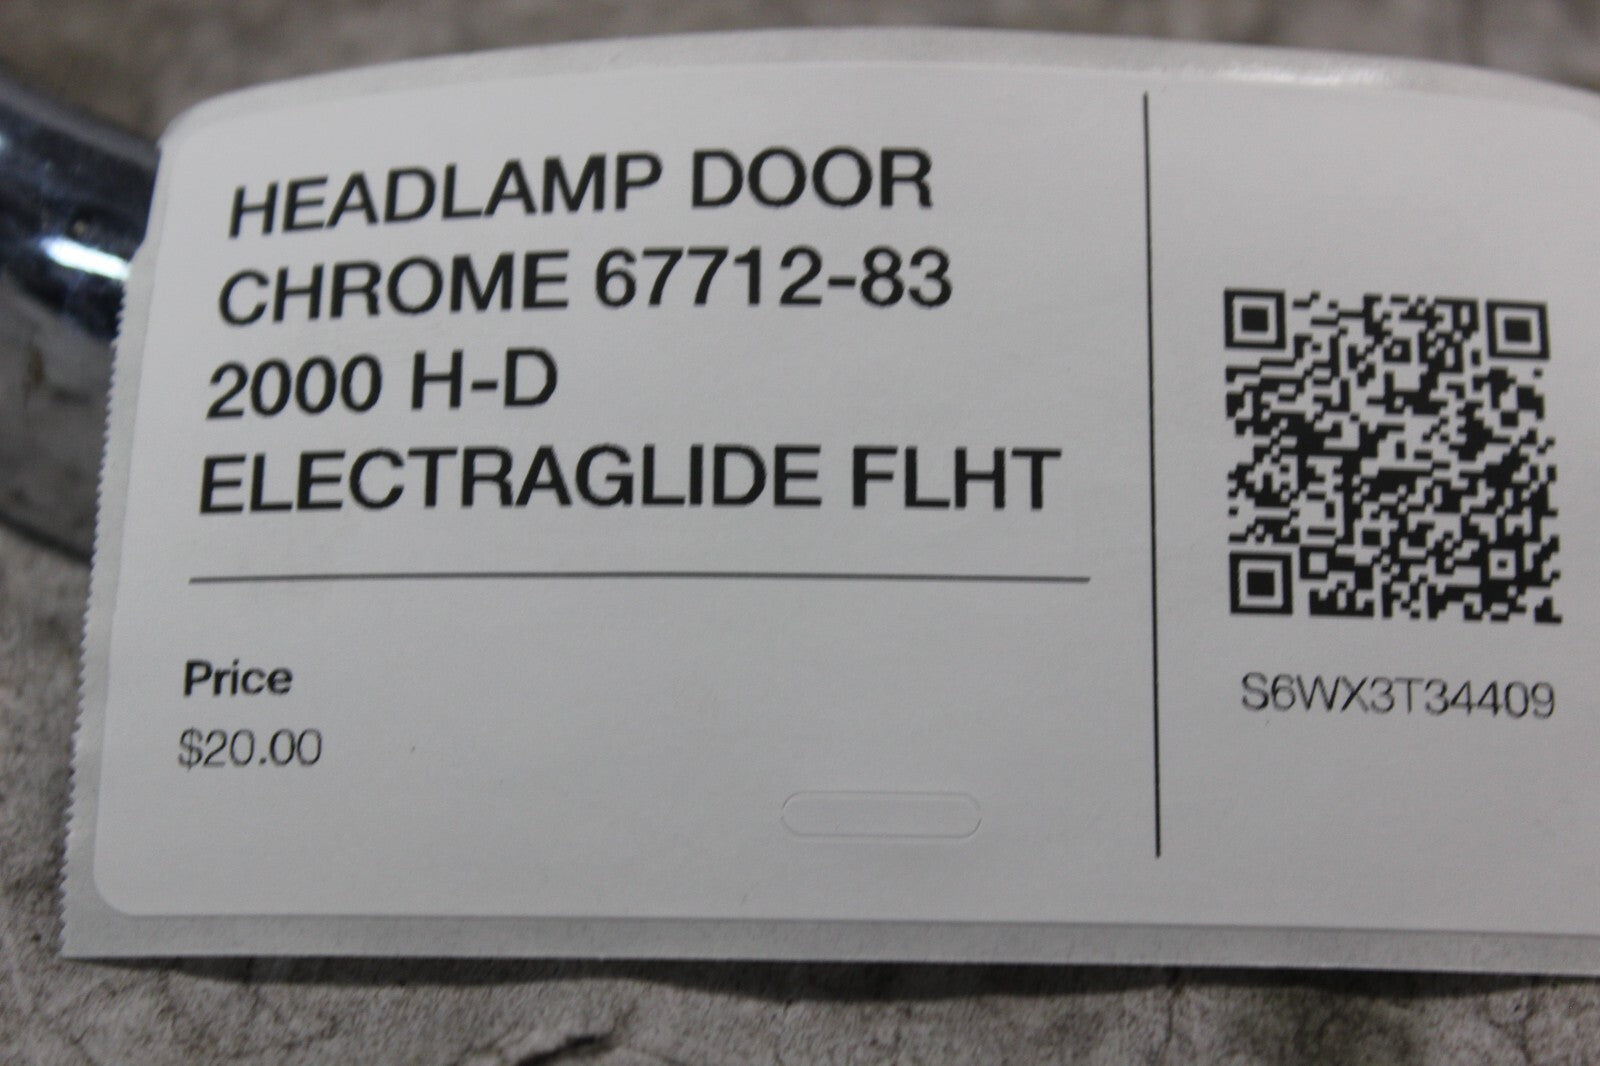 HEADLAMP DOOR
CHROME 67712-83
2000 H-D
ELECTRAGLIDE FLHT
Price
$20.00
S6WX3T34409